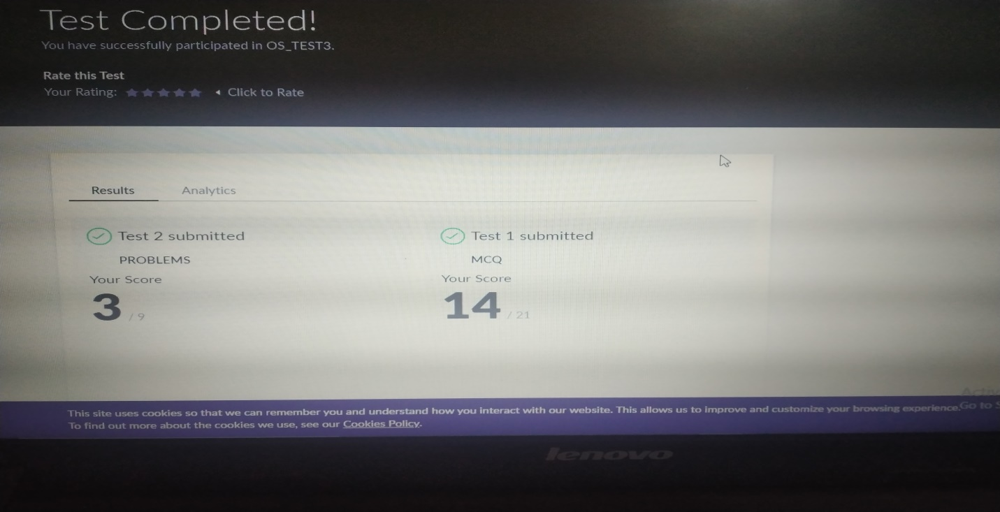 Test Completed!
You have successfully participated in OS_TEST3.
Rate this Test
Your Rating: ★★★★★ ◂ Click to Rate
Results Analytics
Test 2 submitted
PROBLEMS
Your Score
3 / 9
Test 1 submitted
MCQ
Your Score
14 / 21
Go to
This site uses cookies so that we can remember you and understand how you interact with our website. This allows us to improve and customize your browsing experience.
To find out more about the cookies we use, see our Cookies Policy.
lenovo